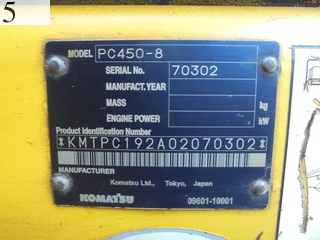 5
MODEL PC450-8
SERIAL No. 70302
MANUFACT.YEAR
MASS kg
ENGINE POWER kW
Product Identification Number
*KMTPC192A02070302*
MANUFACTURER
Komatsu Ltd., Tokyo, Japan
KOMATSU 09601-10001